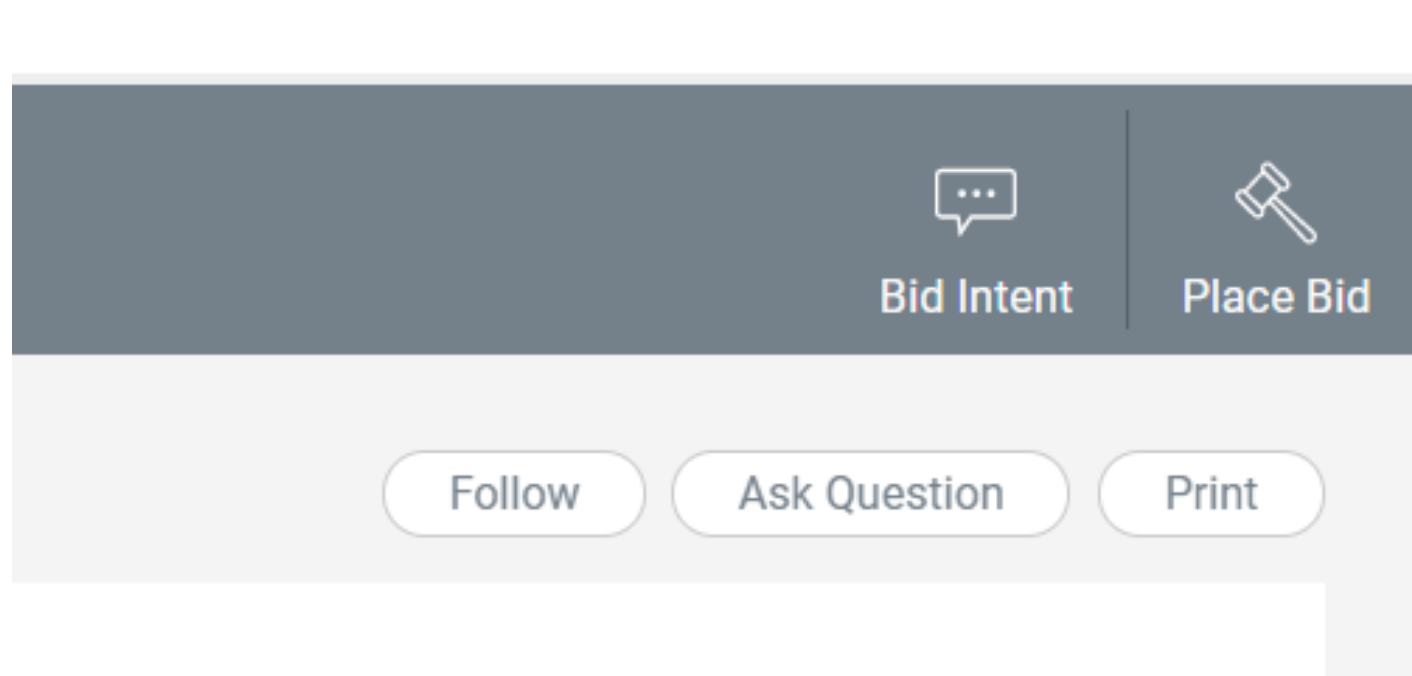 Bid Intent Place Bid
Follow Ask Question Print